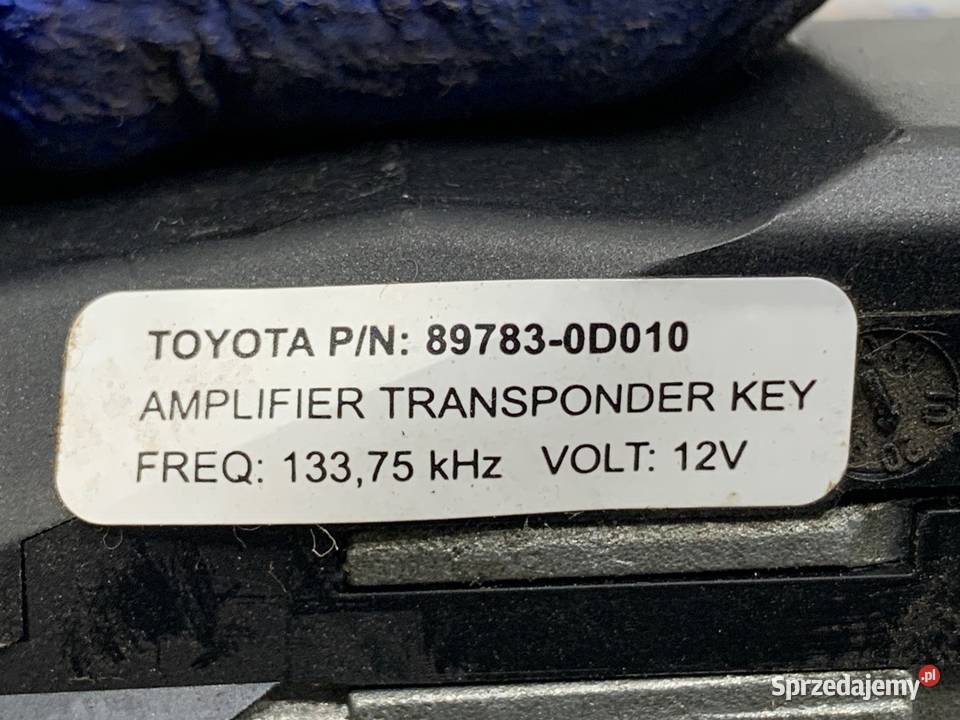 TOYOTA P/N: 89783-0D010
AMPLIFIER TRANSPONDER KEY
FREQ: 133,75 kHz VOLT: 12V
Sprzedajemy.pl